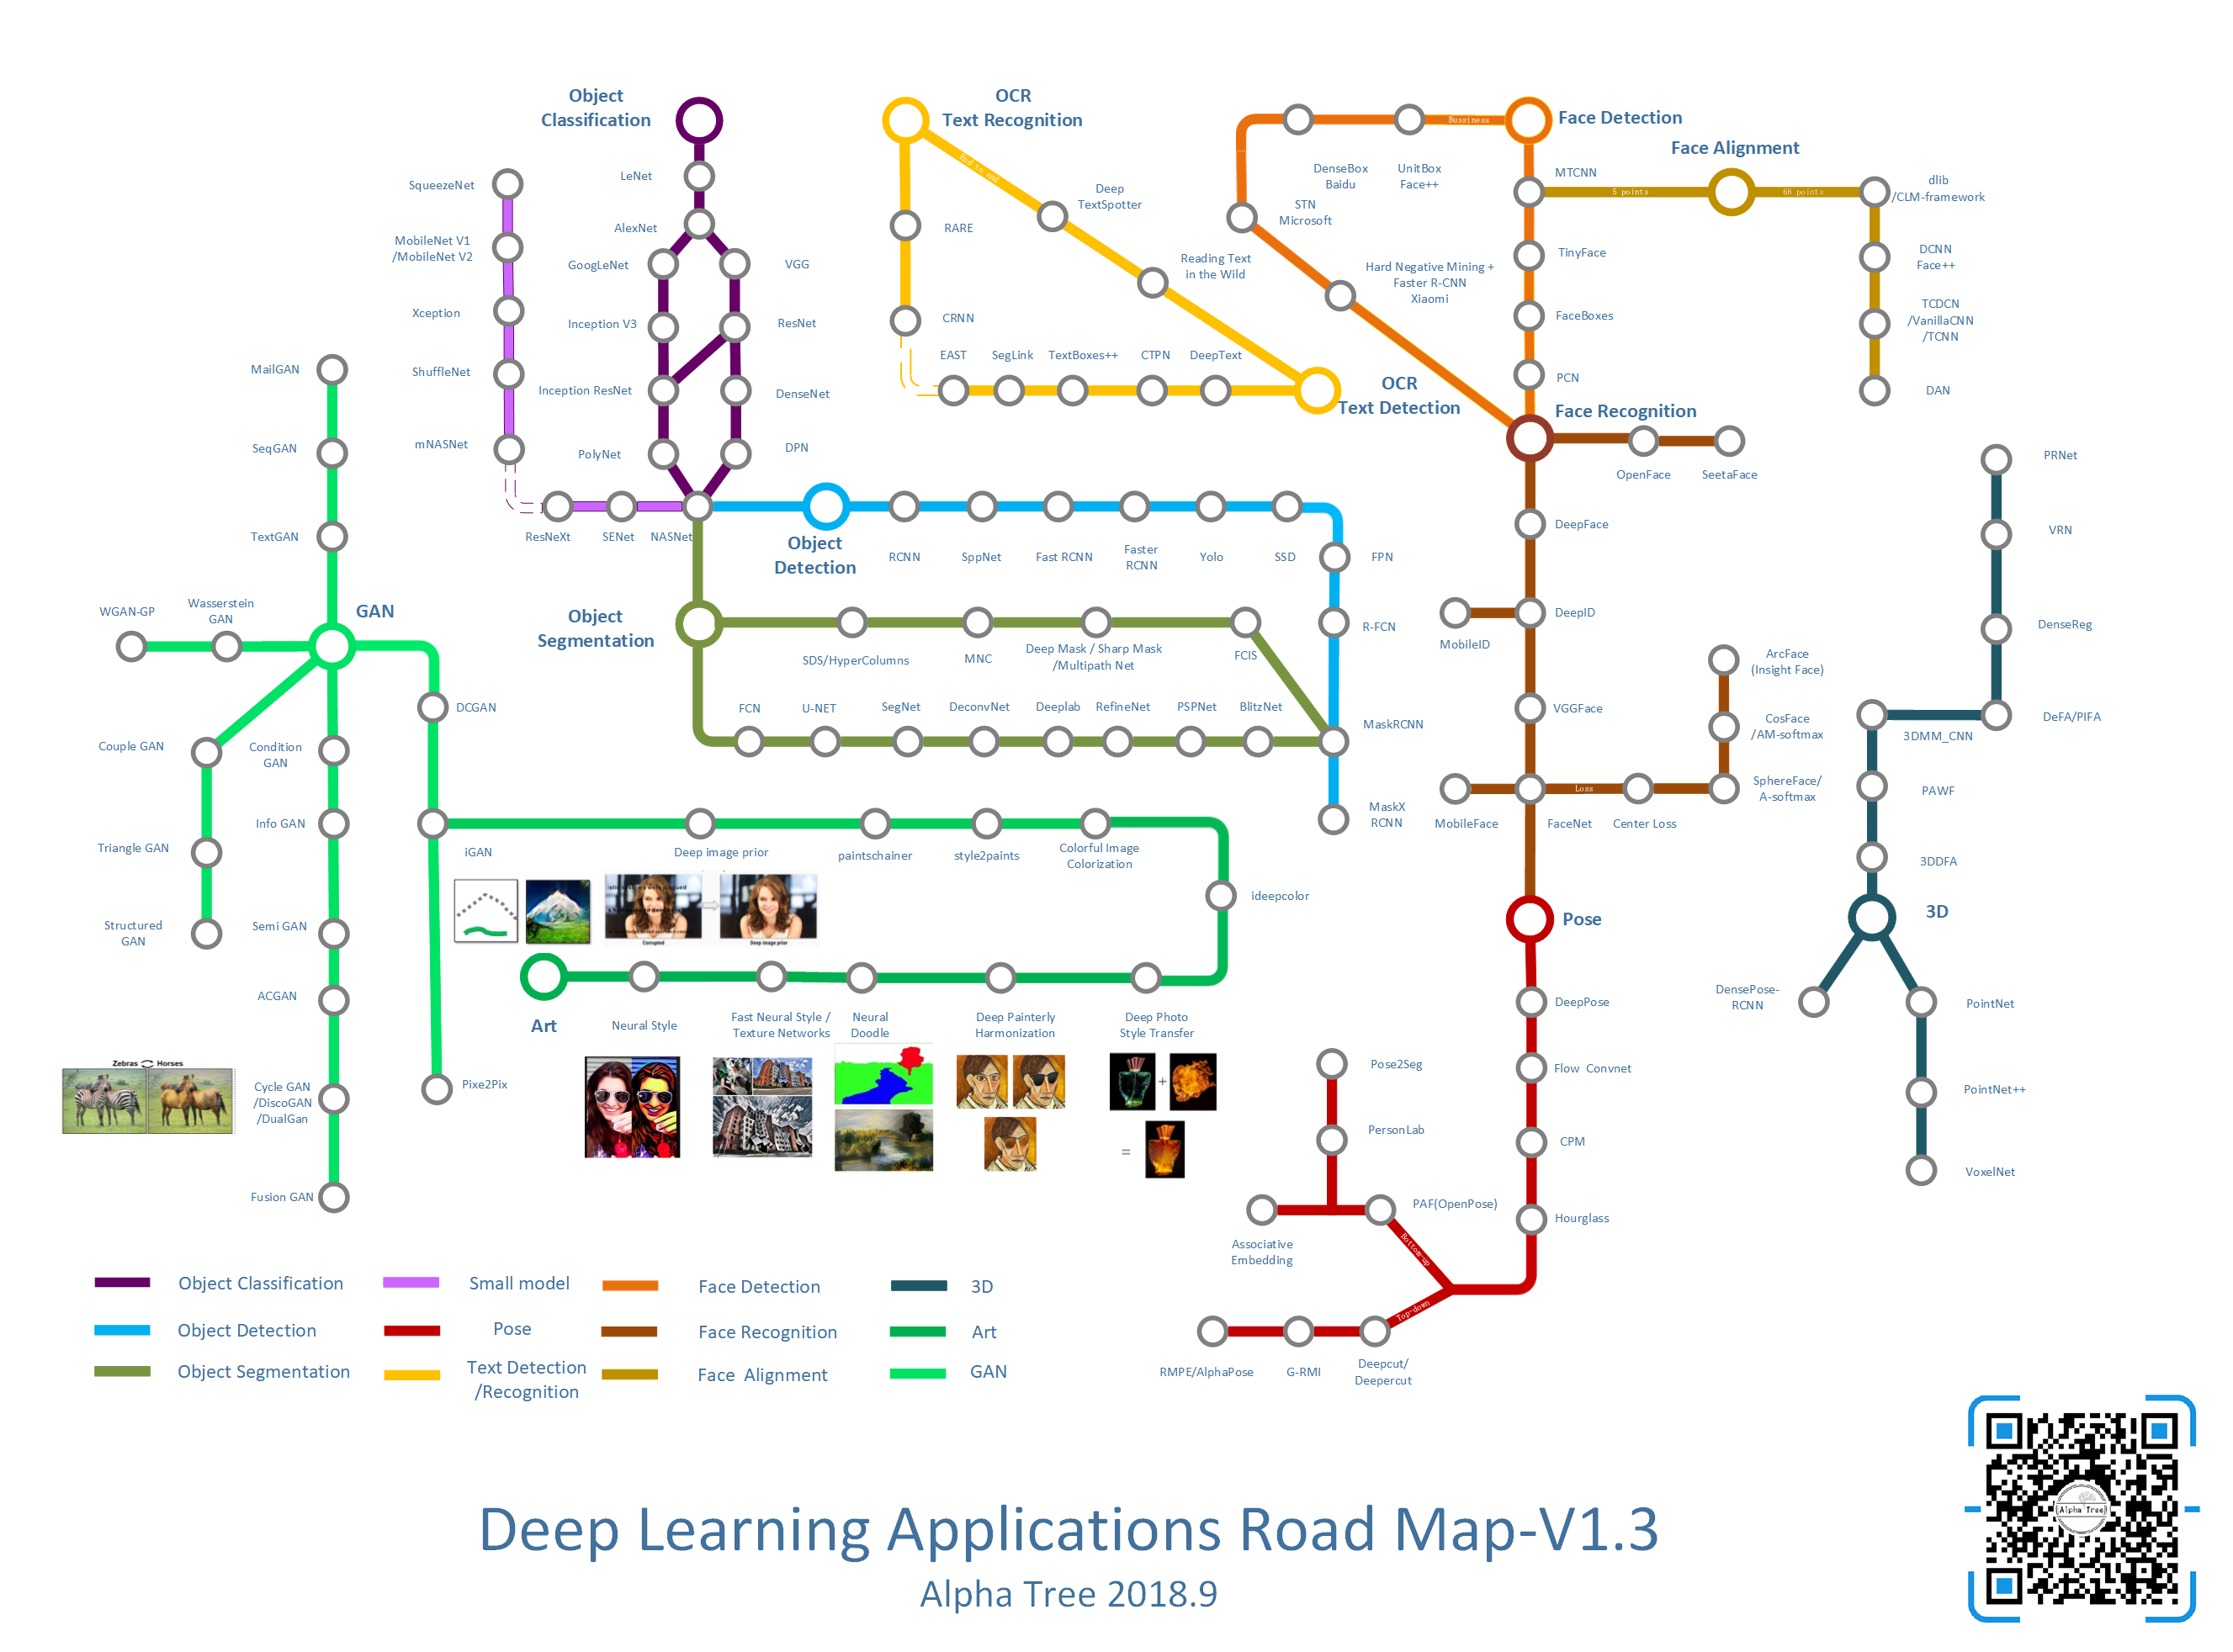 Object
Classification
LeNet
AlexNet
GoogLeNet
VGG
Inception V3
ResNet
Inception ResNet
DenseNet
PolyNet
DPN
SqueezeNet
MobileNet V1
/MobileNet V2
Xception
ShuffleNet
mNASNet
ResNeXt
SENet
NASNet
OCR
Text Recognition
End to end
RARE
CRNN
Deep
TextSpotter
Reading Text
in the Wild
EAST
SegLink
TextBoxes++
CTPN
DeepText
OCR
Text Detection
Face Detection
Bussiness
DenseBox
Baidu
UnitBox
Face++
STN
Microsoft
Hard Negative Mining +
Faster R-CNN
Xiaomi
MTCNN
TinyFace
FaceBoxes
PCN
Face Alignment
5 points
68 points
dlib
/CLM-framework
DCNN
Face++
TCDCN
/VanillaCNN
/TCNN
DAN
Face Recognition
OpenFace
SeetaFace
DeepFace
DeepID
MobileID
VGGFace
MobileFace
FaceNet
Loss
Center Loss
SphereFace/
A-softmax
CosFace
/AM-softmax
ArcFace
(Insight Face)
PRNet
VRN
DenseReg
DeFA/PIFA
3DMM_CNN
PAWF
3DDFA
3D
DensePose-
RCNN
PointNet
PointNet++
VoxelNet
Object
Detection
RCNN
SppNet
Fast RCNN
Faster
RCNN
Yolo
SSD
FPN
R-FCN
MaskRCNN
MaskX
RCNN
Object
Segmentation
SDS/HyperColumns
MNC
Deep Mask / Sharp Mask
/Multipath Net
FCIS
FCN
U-NET
SegNet
DeconvNet
Deeplab
RefineNet
PSPNet
BlitzNet
MailGAN
SeqGAN
TextGAN
GAN
WGAN-GP
Wasserstein
GAN
Couple GAN
Triangle GAN
Structured
GAN
Condition
GAN
Info GAN
Semi GAN
ACGAN
Cycle GAN
/DiscoGAN
/DualGan
Fusion GAN
Zebras
Horses
DCGAN
iGAN
Pixe2Pix
Deep image prior
paintschainer
style2paints
Colorful Image
Colorization
ideepcolor
Corrupted
Deep image prior
Art
Neural Style
Fast Neural Style /
Texture Networks
Neural
Doodle
Deep Painterly
Harmonization
Deep Photo
Style Transfer
+
=
Pose
DeepPose
Flow Convnet
CPM
Hourglass
Bottom-up
Top-down
Pose2Seg
PersonLab
PAF(OpenPose)
Associative
Embedding
RMPE/AlphaPose
G-RMI
Deepcut/
Deepercut
Object Classification
Small model
Face Detection
3D
Object Detection
Pose
Face Recognition
Art
Object Segmentation
Text Detection
/Recognition
Face Alignment
GAN
Deep Learning Applications Road Map-V1.3
Alpha Tree 2018.9
Alpha Tree